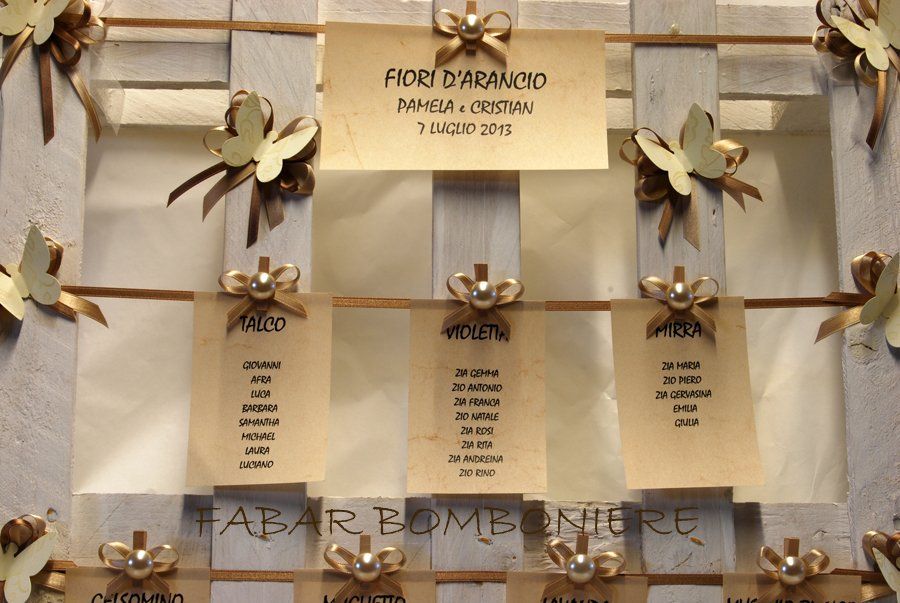 FIORI D'ARANCIO
PAMELA e CRISTIAN
7 LUGLIO 2013
TALCO
GIOVANNI
AFRA
LUCA
BARBARA
SAMANTHA
MICHAEL
LAURA
LUCIANO
VIOLETTA
ZIA GEMMA
ZIO ANTONIO
ZIA FRANCA
ZIO NATALE
ZIA ROSI
ZIA RITA
ZIA ANDREINA
ZIO RINO
MIRRA
ZIA MARIA
ZIO PIERO
ZIA GERVASINA
EMILIA
GIULIA
FABAR BOMBONIERE
GELSOMINO
MUGHETTO